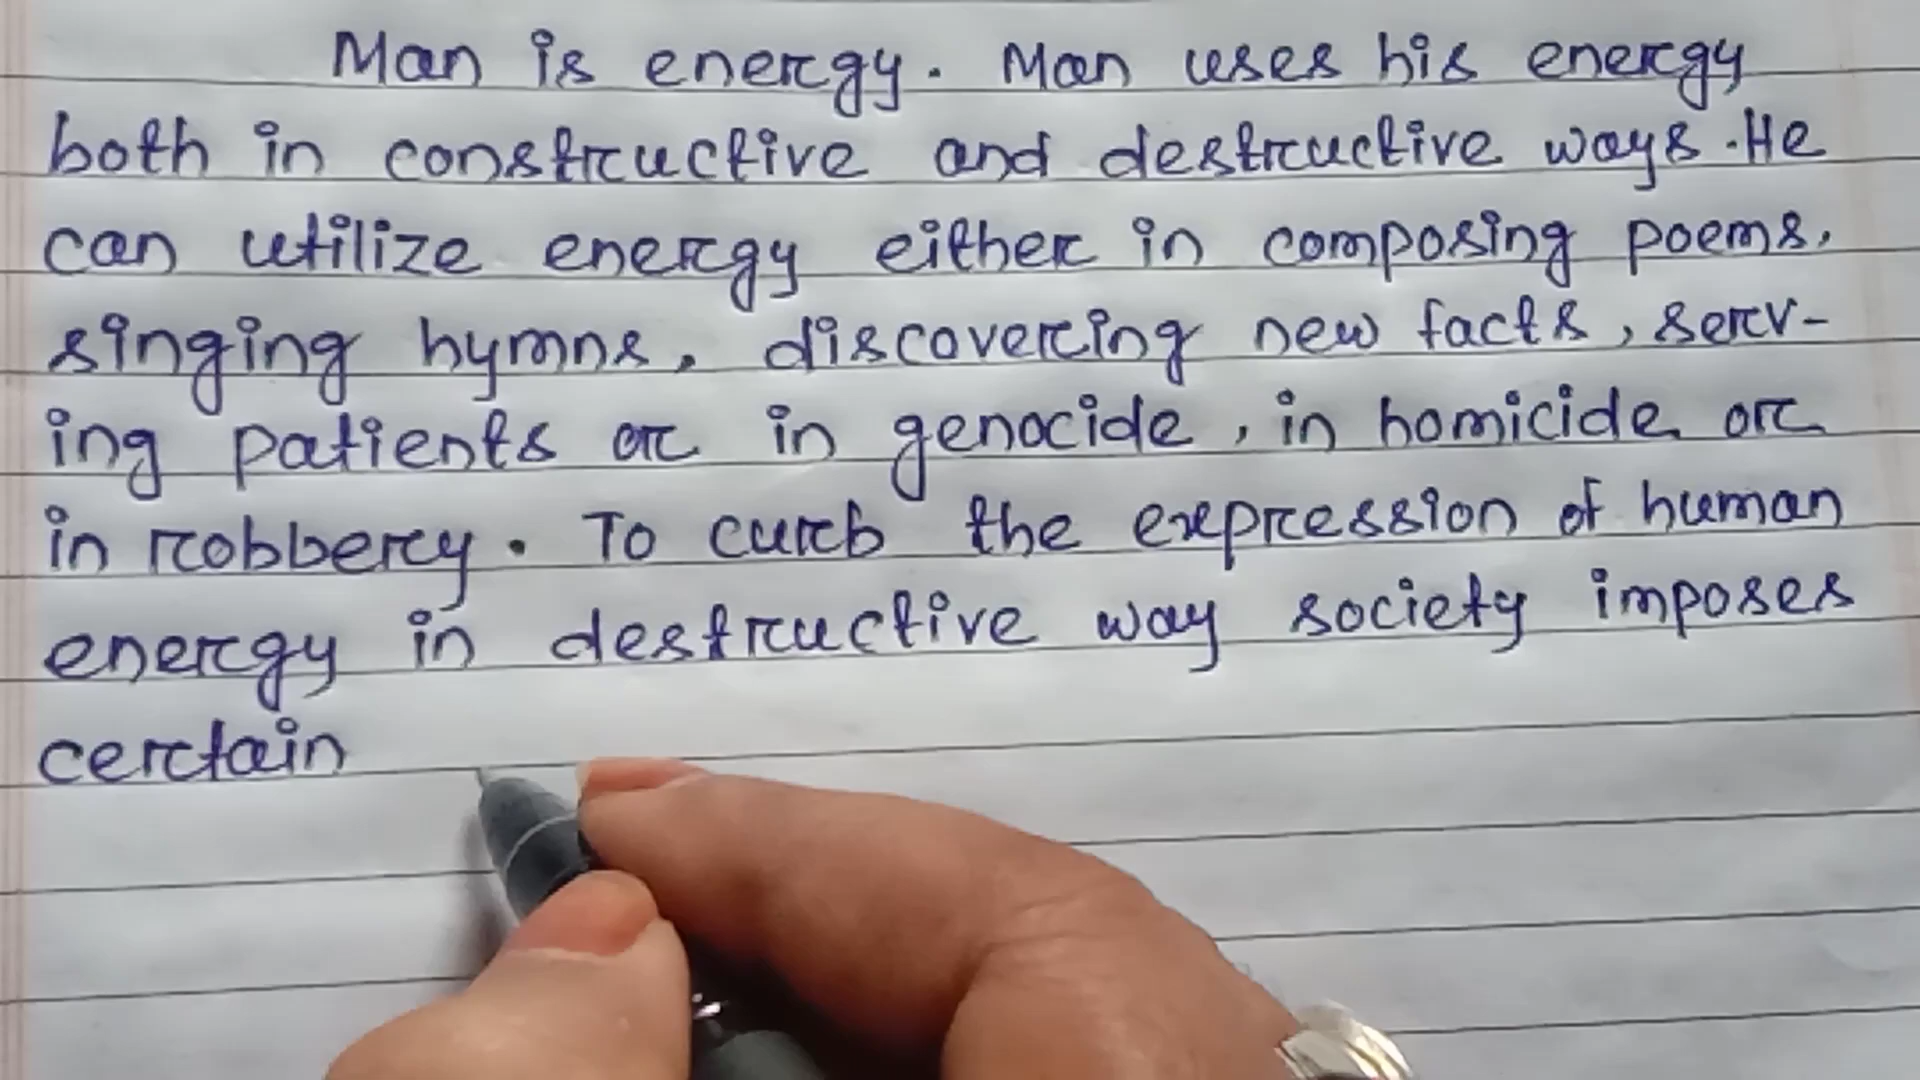 Man is energy. Man uses his energy
both in constructive and destructive ways. He
can utilize energy either in composing poems,
singing hymns, discovering new facts, serv-
ing patients or in genocide, in homicide or
in robbery. To curb the expression of human
energy in destructive way society imposes
certain